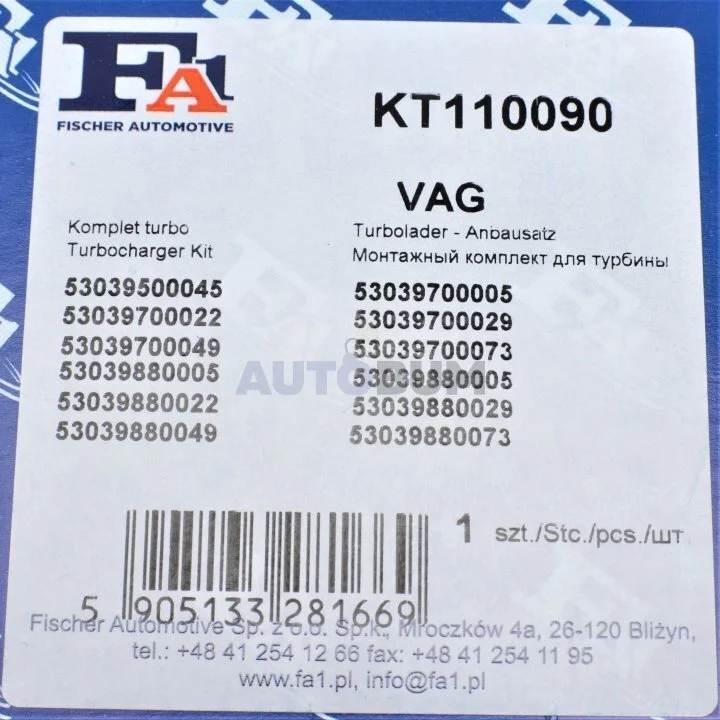 FA1
FISCHER AUTOMOTIVE
KT110090
VAG
Komplet turbo
Turbocharger Kit
Turbolader - Anbausatz
Монтажный комплект для турбины
53039500045
53039700022
53039700049
53039880005
53039880022
53039880049
53039700005
53039700029
53039700073
53039880005
53039880029
53039880073
AUTOBUM
1 szt./Stc./pcs./шт
5 905133 281669
Fischer Automotive Sp. z o.o. Sp.k., Mroczków 4a, 26-120 Bliżyn,
tel.: +48 41 254 12 66 fax: +48 41 254 11 95
www.fa1.pl, info@fa1.pl